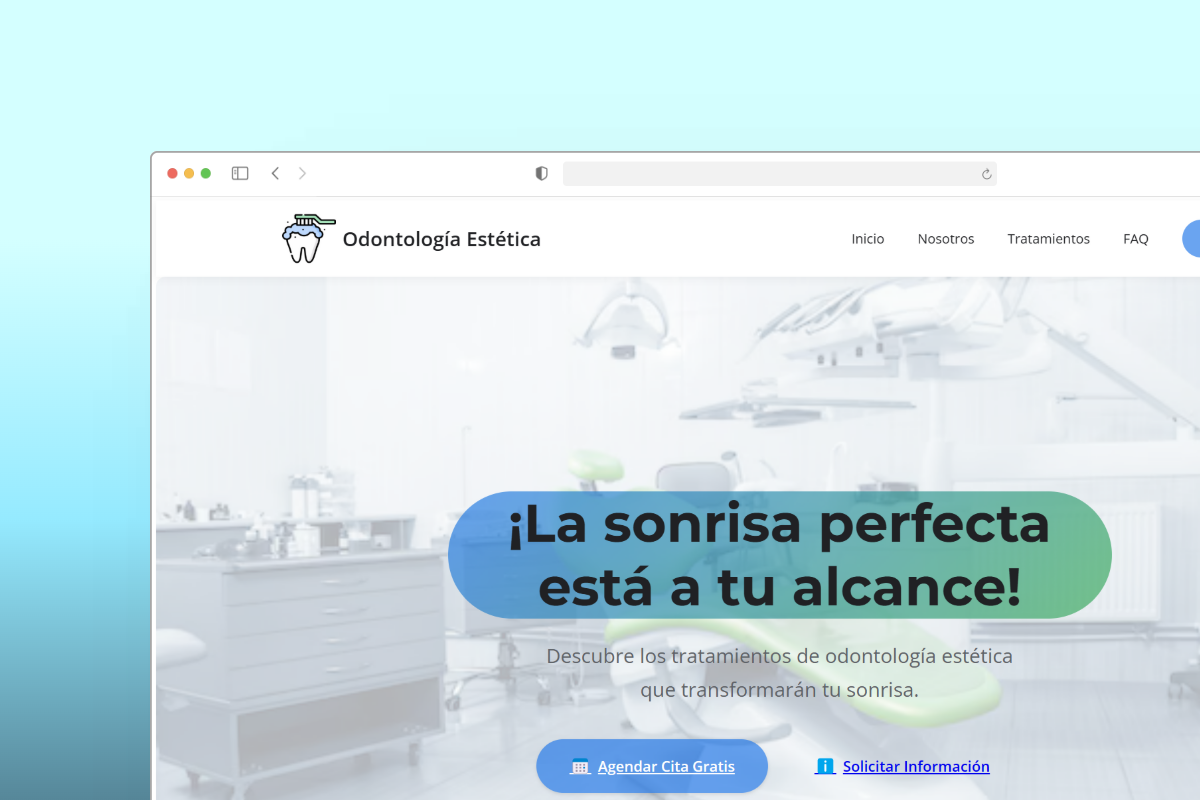 Odontología Estética
Inicio Nosotros Tratamientos FAQ
¡La sonrisa perfecta
está a tu alcance!
Descubre los tratamientos de odontología estética
que transformarán tu sonrisa.
Agendar Cita Gratis
Solicitar Información